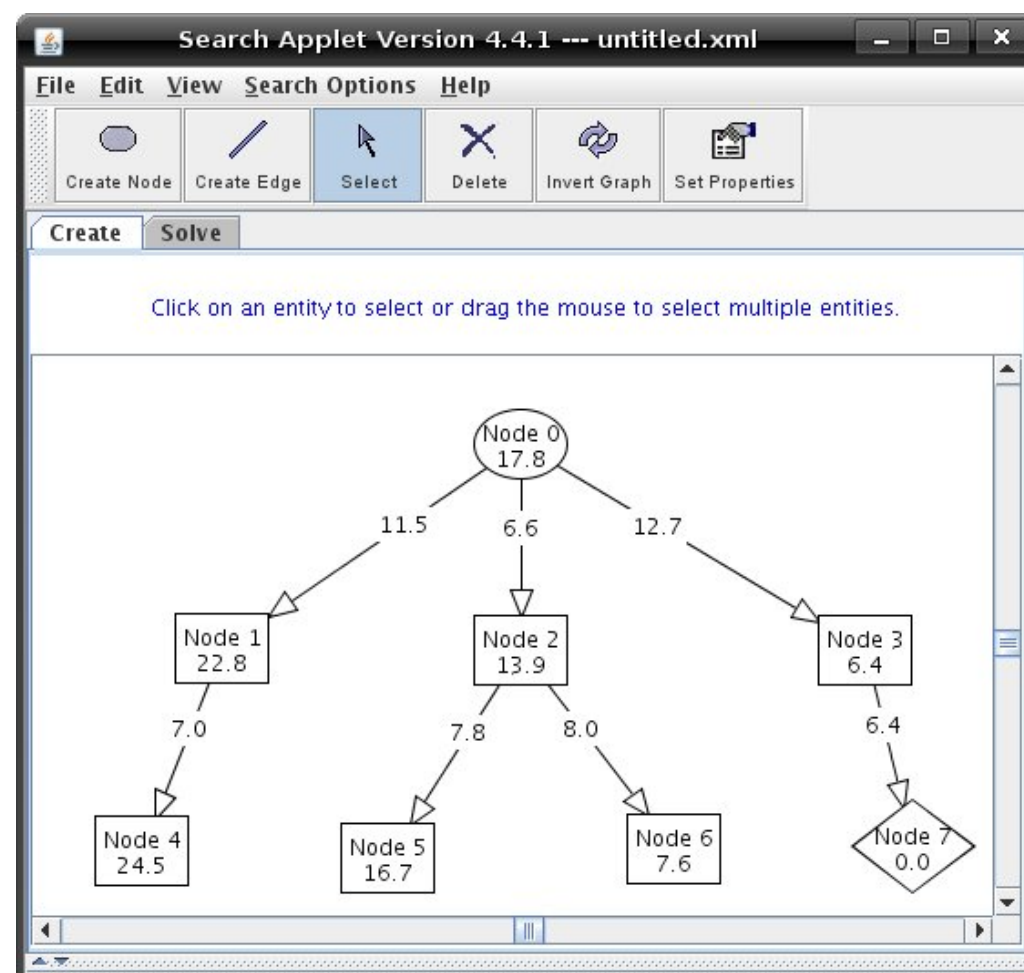 Search Applet Version 4.4.1 --- untitled.xml
File Edit View Search Options Help
Create Node Create Edge Select Delete Invert Graph Set Properties
Create Solve
Click on an entity to select or drag the mouse to select multiple entities.
Node 0
17.8
11.5 6.6 12.7
Node 1 Node 2 Node 3
22.8 13.9 6.4
7.0 7.8 8.0 6.4
Node 4 Node 5 Node 6 Node 7
24.5 16.7 7.6 0.0